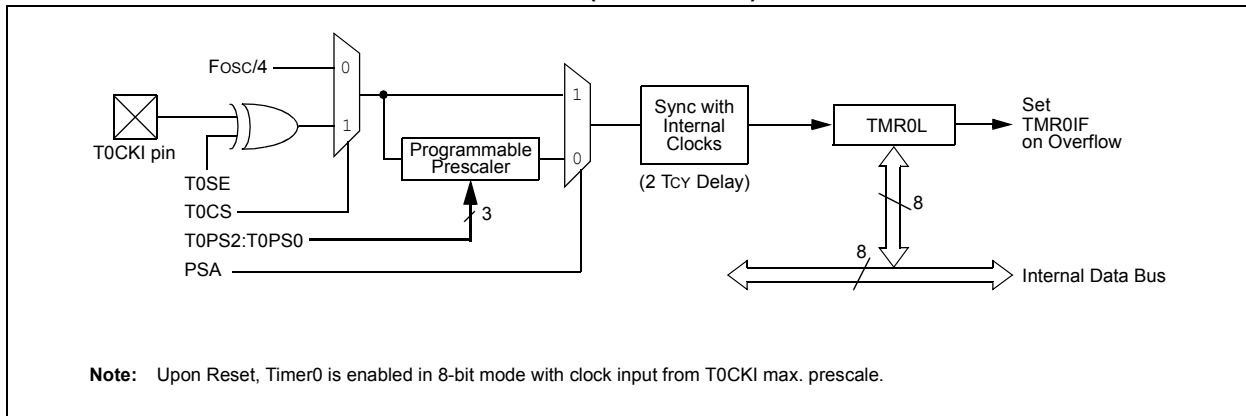 FOSC/4
0
1
T0CKI pin
T0SE
T0CS
T0PS2:T0PS0
PSA
Programmable
Prescaler
3
1
0
Sync with
Internal
Clocks
(2 TCY Delay)
TMR0L
Set
TMR0IF
on Overflow
8
8
Internal Data Bus
Note: Upon Reset, Timer0 is enabled in 8-bit mode with clock input from T0CKI max. prescale.